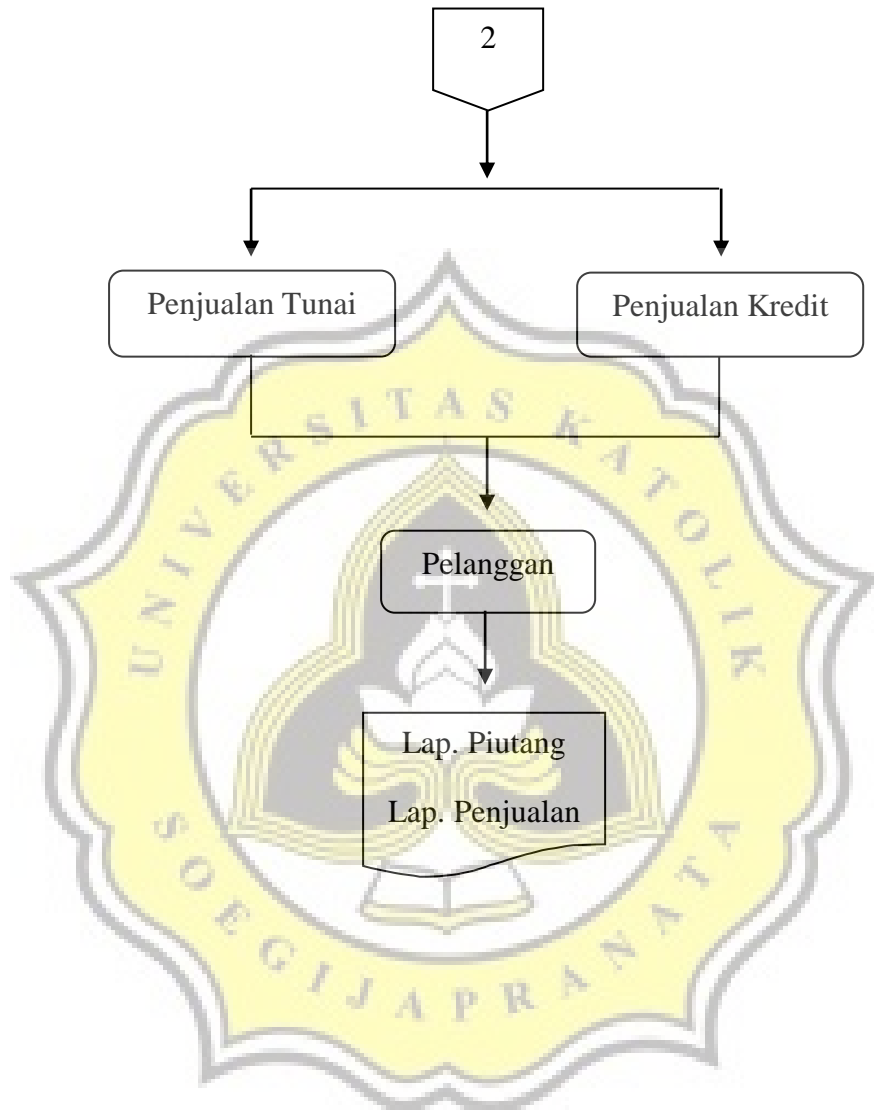 2
Penjualan Tunai
Penjualan Kredit
UNIVERSITAS KATOLIK
Pelanggan
Lap. Piutang
Lap. Penjualan
SOEGIJAPRANATA